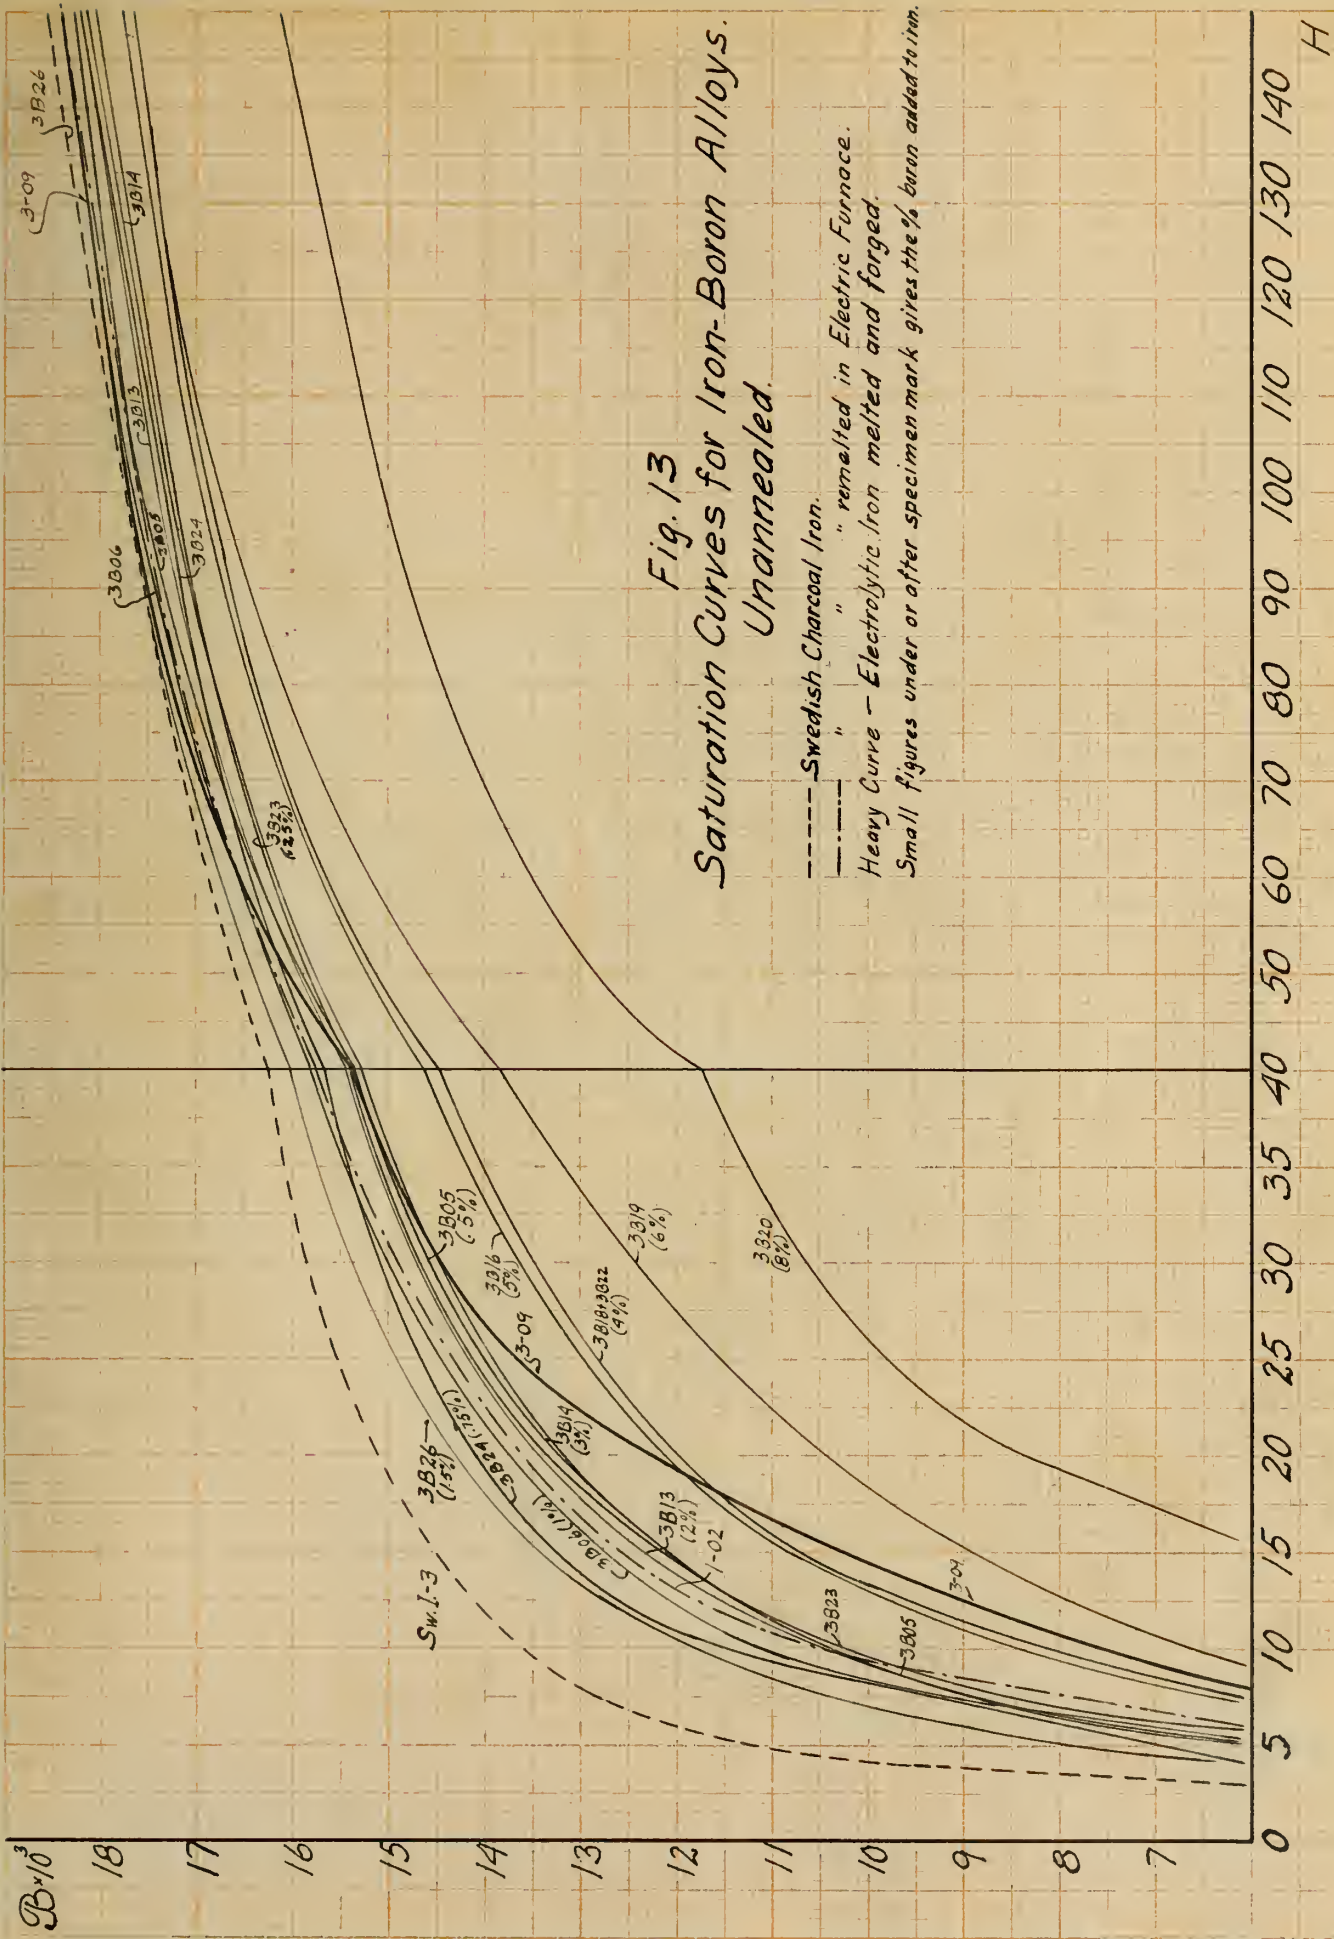 Fig. 13
Saturation Curves for Iron-Boron Alloys.
Unannealed.
----- Swedish Charcoal Iron.
—·—·— " " " remelted in Electric Furnace.
Heavy Curve – Electrolytic Iron melted and forged.
Small figures under or after specimen mark gives the % boron added to iron.
B×10³
18
17
16
15
14
13
12
11
10
9
8
7
0 5 10 15 20 25 30 35 40 50 60 70 80 90 100 110 120 130 140
H
Sw.I-3
3B26
(1.5%)
3B24 (.75%)
3B06 (1%)
3B14
(3%)
3B13
(2%)
1-02
3B23
3B05
3-09
3-09
3B05
(.5%)
3B16
(5%)
3B18+3B22
(4%)
3B19
(6%)
3B20
(8%)
3B23
3B06
3B05
3B24
3B13
3B14
3-09
3B26